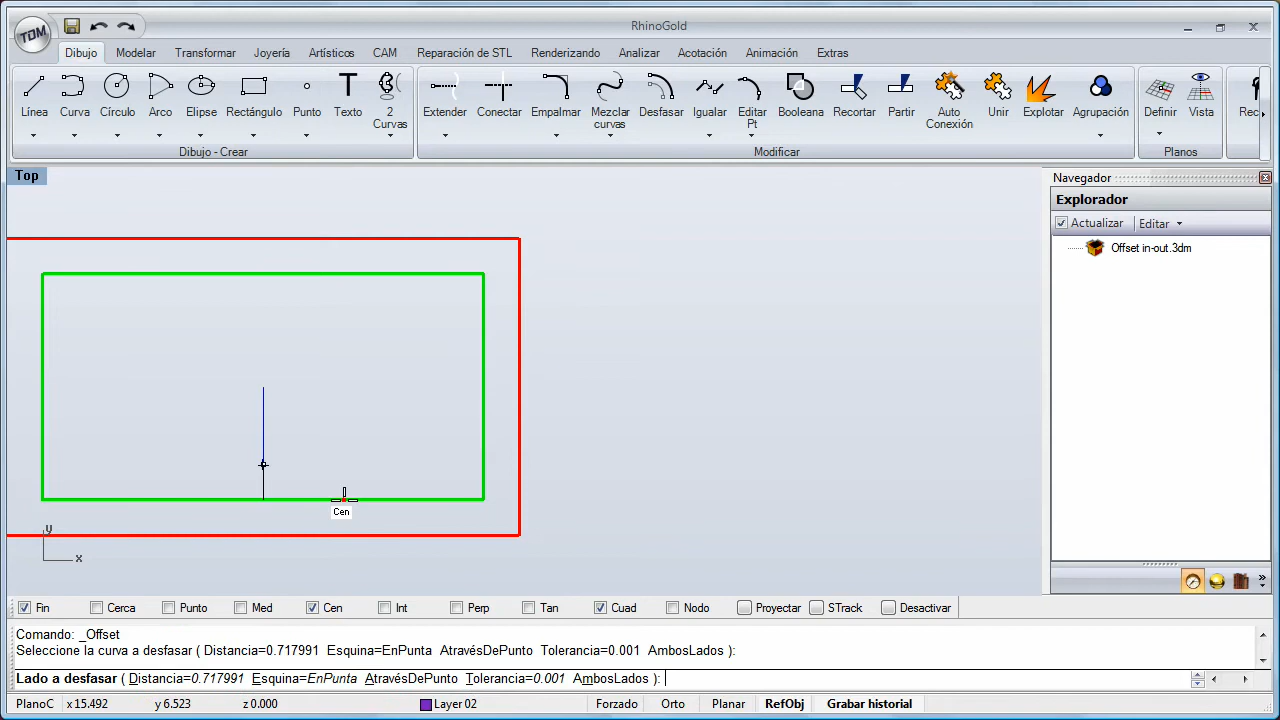 TDM
RhinoGold
Dibujo Modelar Transformar Joyería Artísticos CAM Reparación de STL Renderizando Analizar Acotación Animación Extras
Línea Curva Círculo Arco Elipse Rectángulo Punto Texto 2 Curvas Extender Conectar Empalmar Mezclar curvas Desfasar Igualar Editar Pt Booleana Recortar Partir Auto Conexión Unir Explotar Agrupación Definir Vista Rec
Dibujo - Crear Modificar Planos
Top
Navegador
Explorador
Actualizar Editar
Offset in-out.3dm
Cen
y
x
Fin Cerca Punto Med Cen Int Perp Tan Cuad Nodo Proyectar STrack Desactivar
Comando: _Offset
Seleccione la curva a desfasar ( Distancia=0.717991 Esquina=EnPunta AtravésDePunto Tolerancia=0.001 AmbosLados ):
Lado a desfasar ( Distancia=0.717991 Esquina=EnPunta AtravésDePunto Tolerancia=0.001 AmbosLados ):
PlanoC x 15.492 y 6.523 z 0.000 Layer 02 Forzado Orto Planar RefObj Grabar historial